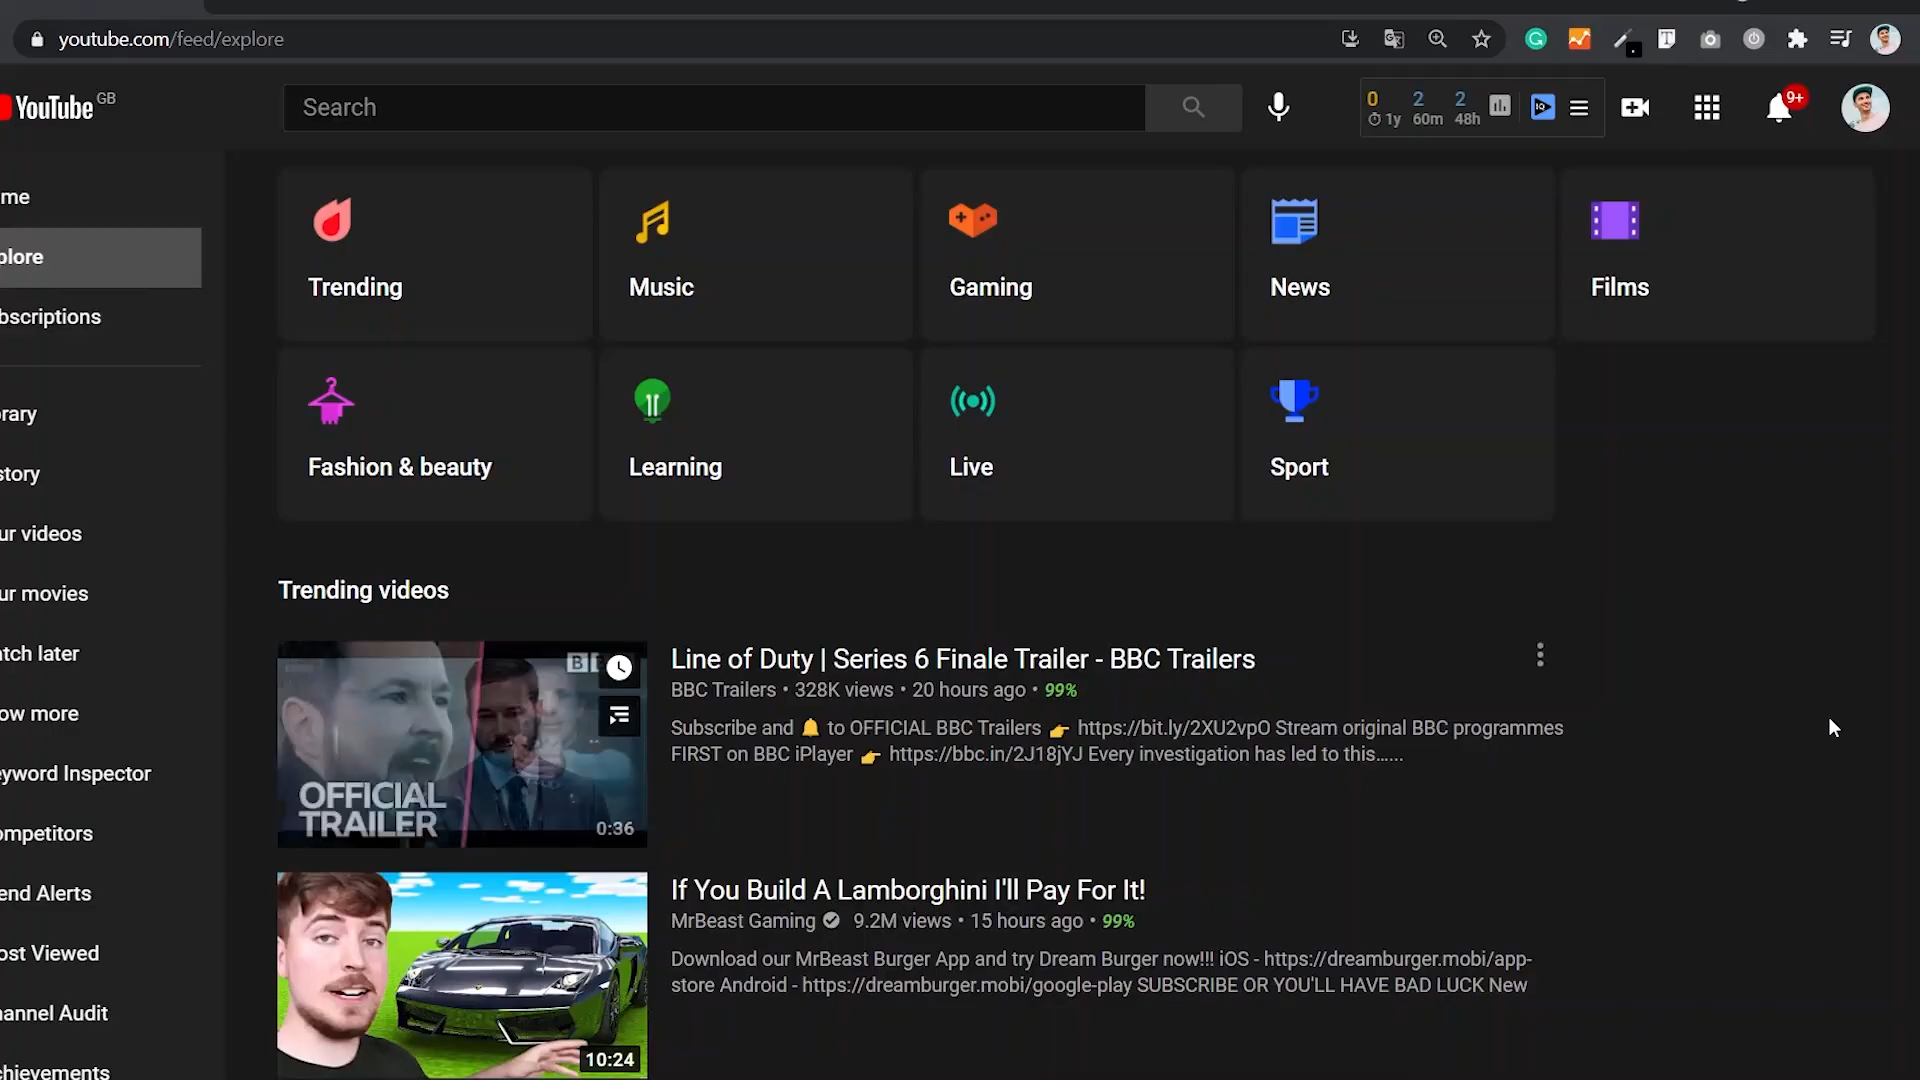 youtube.com/feed/explore
YouTube GB
Search
0 2 2
1y 60m 48h
IQ
9+
me
plore
bscriptions
rary
story
ur videos
ur movies
atch later
ow more
eyword Inspector
ompetitors
end Alerts
ost Viewed
hannel Audit
chievements
Trending
Music
Gaming
News
Films
Fashion & beauty
Learning
Live
Sport
Trending videos
OFFICIAL
TRAILER
0:36
Line of Duty | Series 6 Finale Trailer - BBC Trailers
BBC Trailers • 328K views • 20 hours ago • 99%
Subscribe and 🔔 to OFFICIAL BBC Trailers 👉 https://bit.ly/2XU2vpO Stream original BBC programmes
FIRST on BBC iPlayer 👉 https://bbc.in/2J18jYJ Every investigation has led to this......
10:24
If You Build A Lamborghini I'll Pay For It!
MrBeast Gaming 9.2M views • 15 hours ago • 99%
Download our MrBeast Burger App and try Dream Burger now!!! iOS - https://dreamburger.mobi/app-
store Android - https://dreamburger.mobi/google-play SUBSCRIBE OR YOU'LL HAVE BAD LUCK New